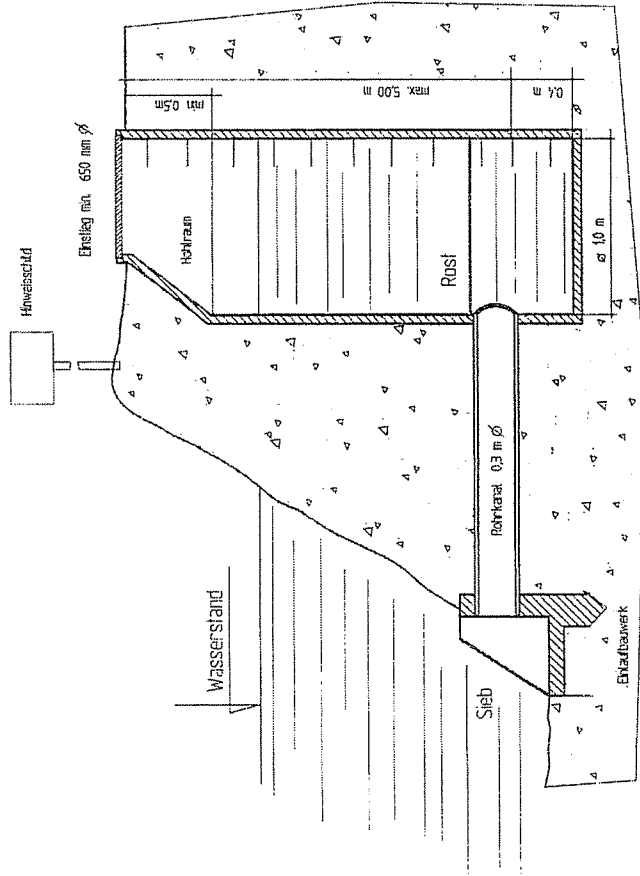 Hinweisschild
Einstieg min. 650 mm Ø
Hohlraum
min 0,5m
max. 5,00 m
0,4 m
Wasserstand
Rost
Rohrkanal 0,3 m Ø
ø 1,0 m
Sieb
Einlaufbauwerk